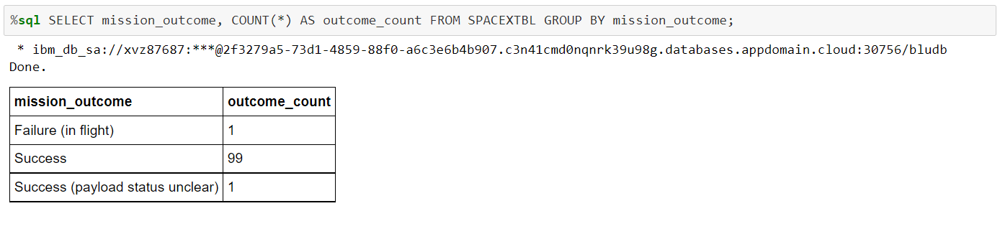 %sql SELECT mission_outcome, COUNT(*) AS outcome_count FROM SPACEXTBL GROUP BY mission_outcome;
* ibm_db_sa://xvz87687:***@2f3279a5-73d1-4859-88f0-a6c3e6b4b907.c3n41cmd0nqnrk39u98g.databases.appdomain.cloud:30756/bludb
Done.
mission_outcome outcome_count
Failure (in flight) 1
Success 99
Success (payload status unclear) 1